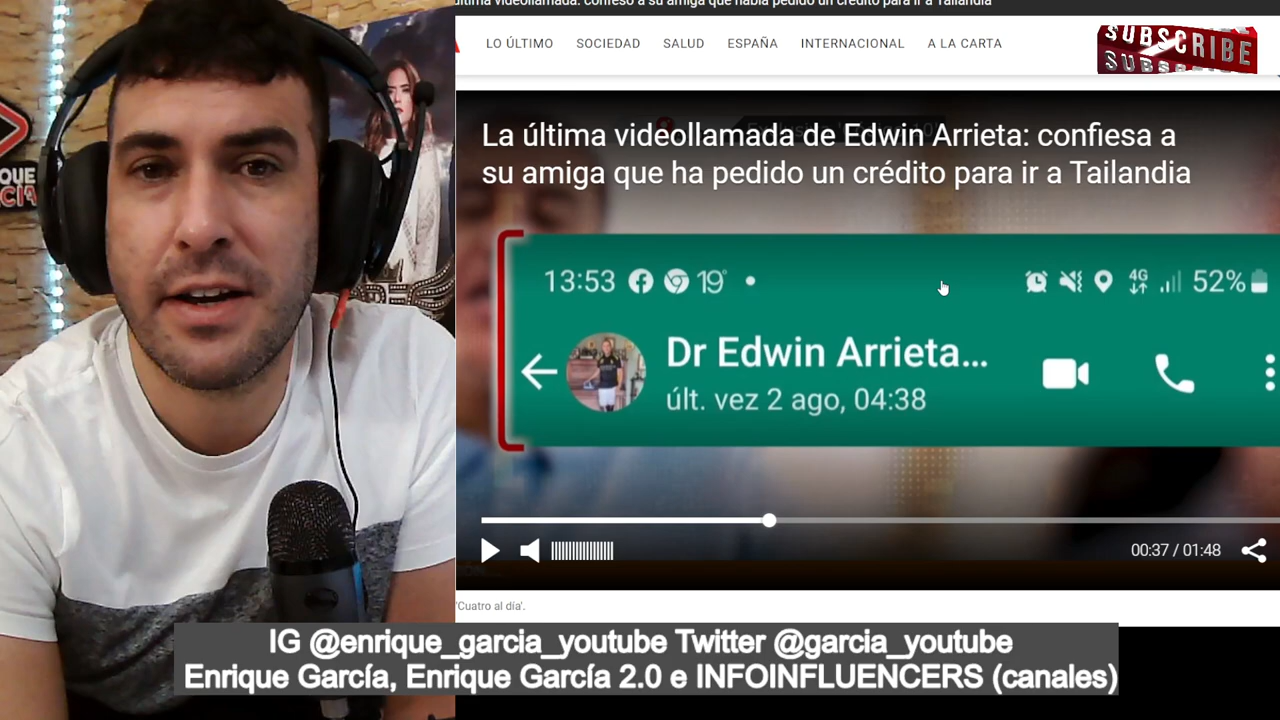 última videollamada: confesó a su amiga que había pedido un crédito para ir a Tailandia
LO ÚLTIMO SOCIEDAD SALUD ESPAÑA INTERNACIONAL A LA CARTA
SUBSCRIBE
La última videollamada de Edwin Arrieta: confiesa a
su amiga que ha pedido un crédito para ir a Tailandia
13:53 19° 4G 52%
Dr Edwin Arrieta...
últ. vez 2 ago, 04:38
00:37 / 01:48
'Cuatro al día'.
IG @enrique_garcia_youtube Twitter @garcia_youtube
Enrique García, Enrique García 2.0 e INFOINFLUENCERS (canales)